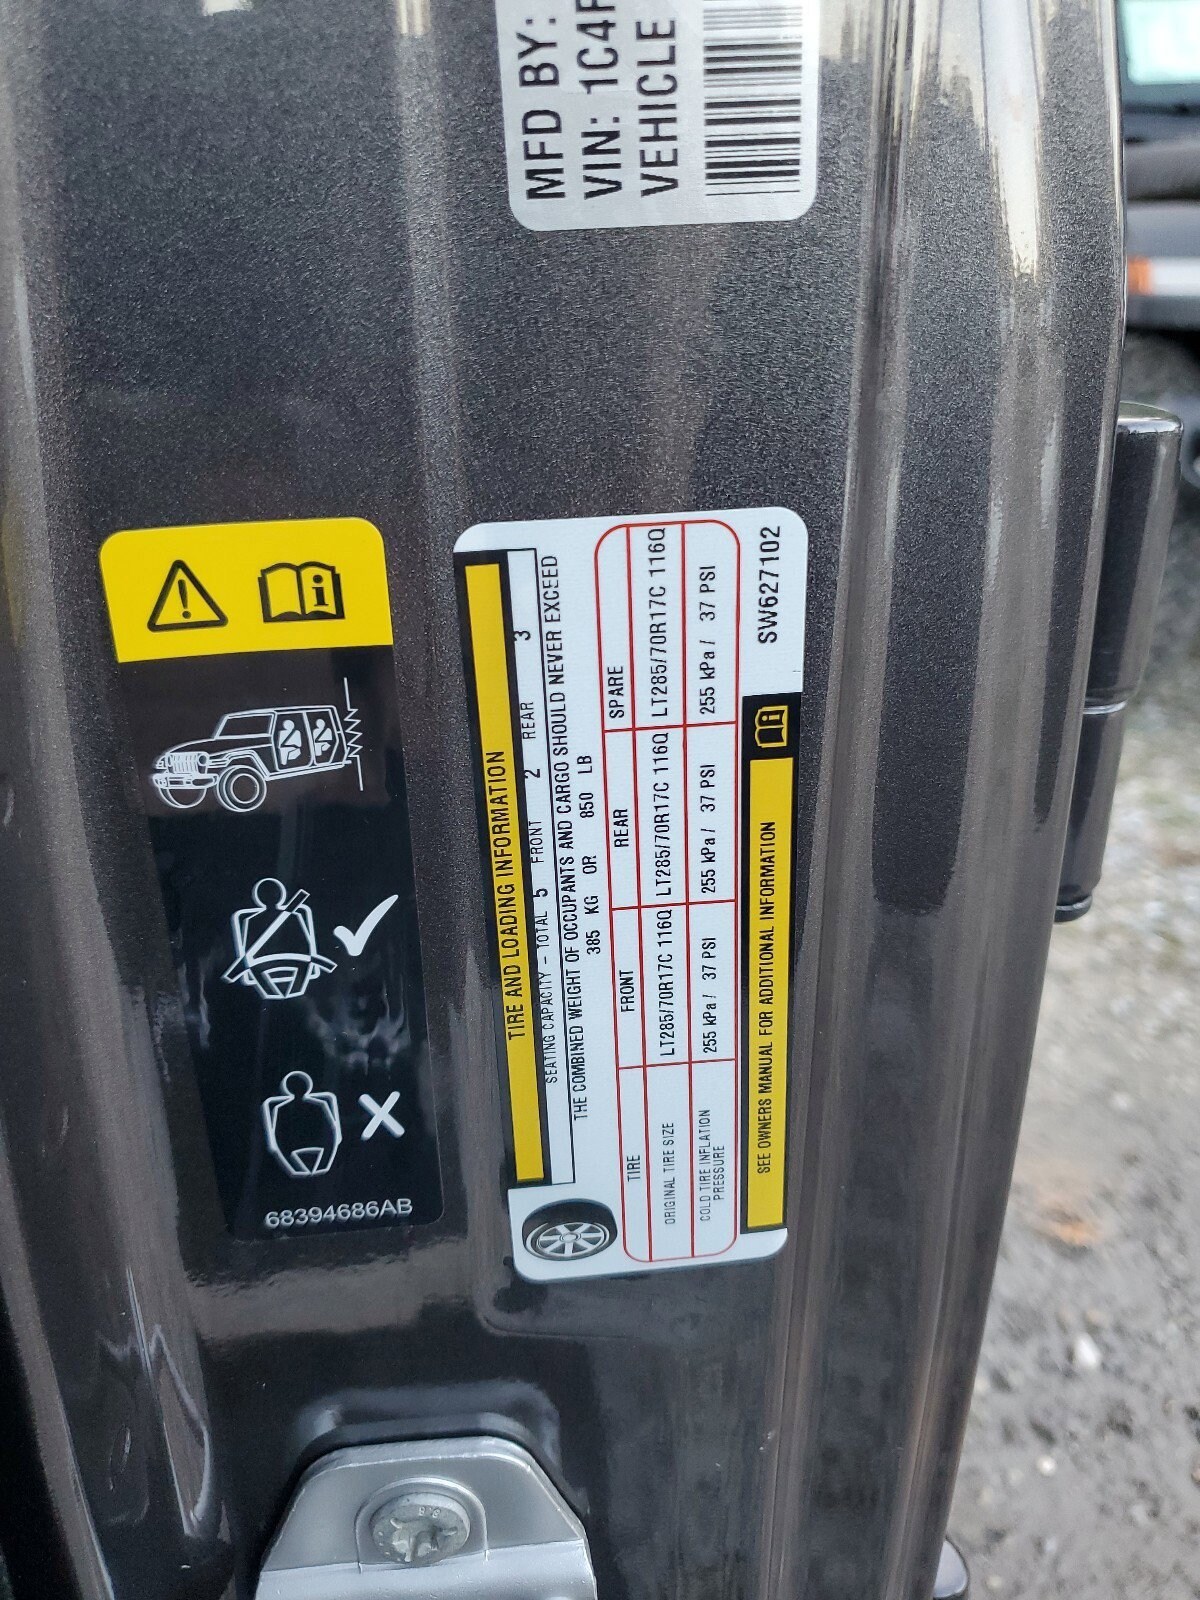 MFD BY:
VIN: 1C4
VEHICLE
TIRE AND LOADING INFORMATION
SEATING CAPACITY – TOTAL 5 FRONT 2 REAR 3
THE COMBINED WEIGHT OF OCCUPANTS AND CARGO SHOULD NEVER EXCEED
385 KG OR 850 LB
TIRE FRONT REAR SPARE
ORIGINAL TIRE SIZE LT285/70R17C 116Q LT285/70R17C 116Q LT285/70R17C 116Q
COLD TIRE INFLATION
PRESSURE 255 kPa / 37 PSI 255 kPa / 37 PSI 255 kPa / 37 PSI
SEE OWNERS MANUAL FOR ADDITIONAL INFORMATION
SW627102
68394686AB
8.8